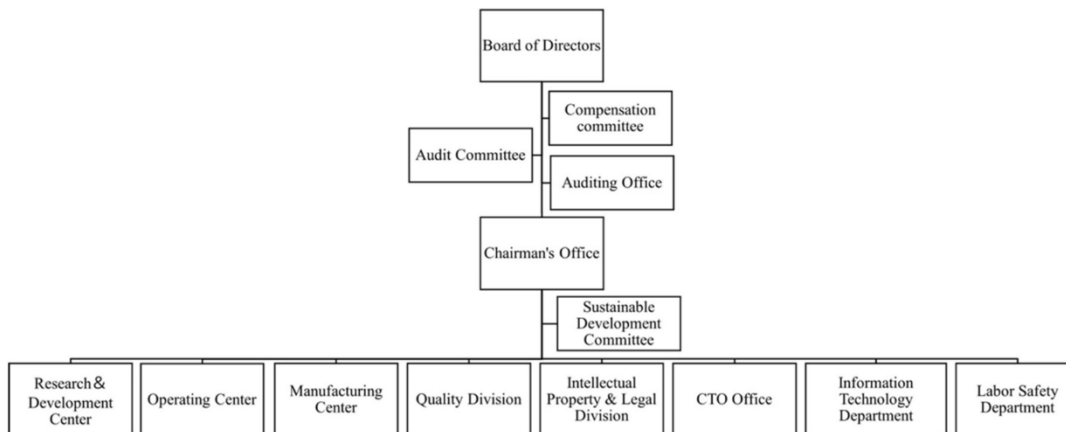 Board of Directors
Compensation
committee
Audit Committee
Auditing Office
Chairman's Office
Sustainable
Development
Committee
Research&
Development
Center
Operating Center
Manufacturing
Center
Quality Division
Intellectual
Property & Legal
Division
CTO Office
Information
Technology
Department
Labor Safety
Department